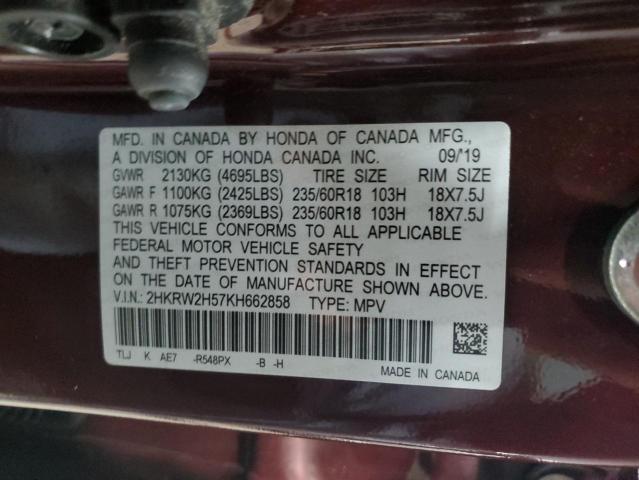 MFD. IN CANADA BY HONDA OF CANADA MFG.,
A DIVISION OF HONDA CANADA INC. 09/'19
GVWR 2130KG (4695LBS) TIRE SIZE RIM SIZE
GAWR F 1100KG (2425LBS) 235/60R18 103H 18X7.5J
GAWR R 1075KG (2369LBS) 235/60R18 103H 18X7.5J
THIS VEHICLE CONFORMS TO ALL APPLICABLE
FEDERAL MOTOR VEHICLE SAFETY
AND THEFT PREVENTION STANDARDS IN EFFECT
ON THE DATE OF MANUFACTURE SHOWN ABOVE.
V.I.N.: 2HKRW2H57KH662858 TYPE: MPV
TLJ K AE7 -R548PX -B -H
MADE IN CANADA